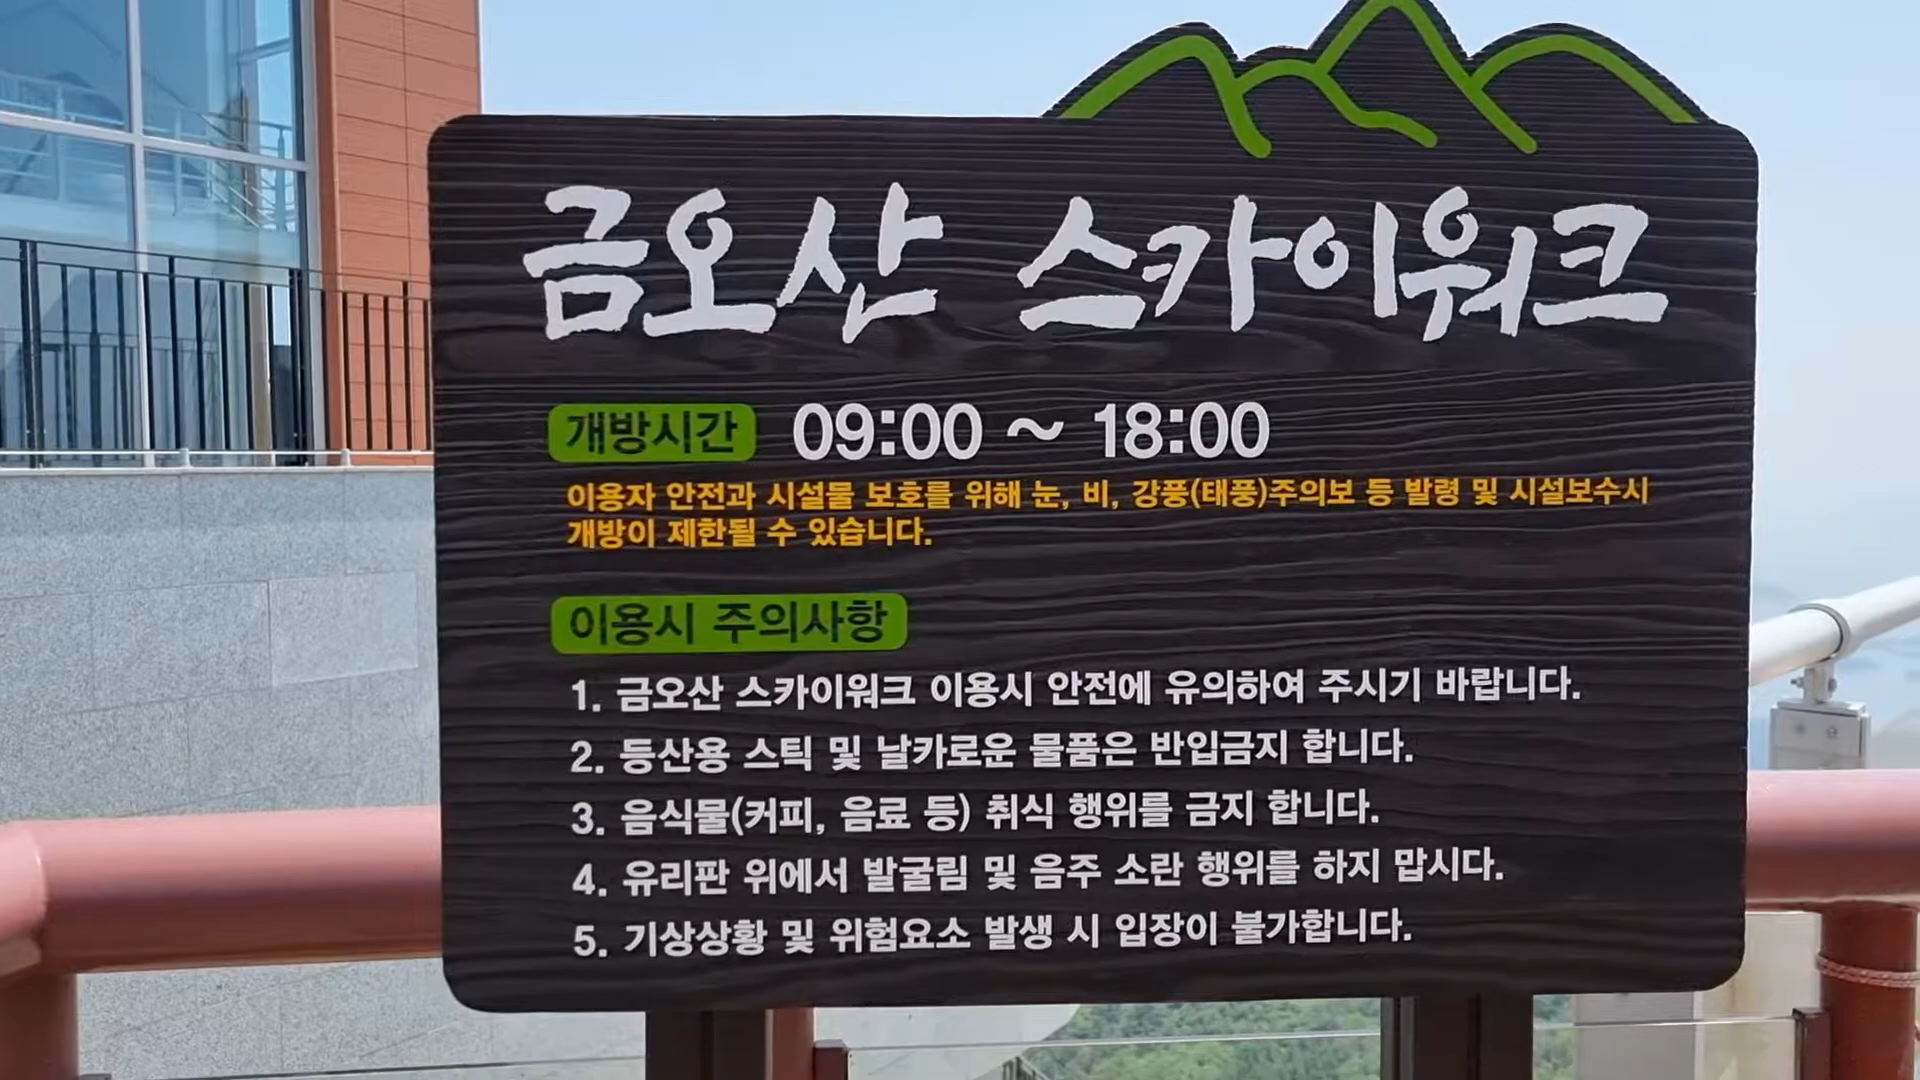 금오산 스카이워크
개방시간 09:00 ~ 18:00
이용자 안전과 시설물 보호를 위해 눈, 비, 강풍(태풍)주의보 등 발령 및 시설보수시
개방이 제한될 수 있습니다.
이용시 주의사항
1. 금오산 스카이워크 이용시 안전에 유의하여 주시기 바랍니다.
2. 등산용 스틱 및 날카로운 물품은 반입금지 합니다.
3. 음식물(커피, 음료 등) 취식 행위를 금지 합니다.
4. 유리판 위에서 발굴림 및 음주 소란 행위를 하지 맙시다.
5. 기상상황 및 위험요소 발생 시 입장이 불가합니다.